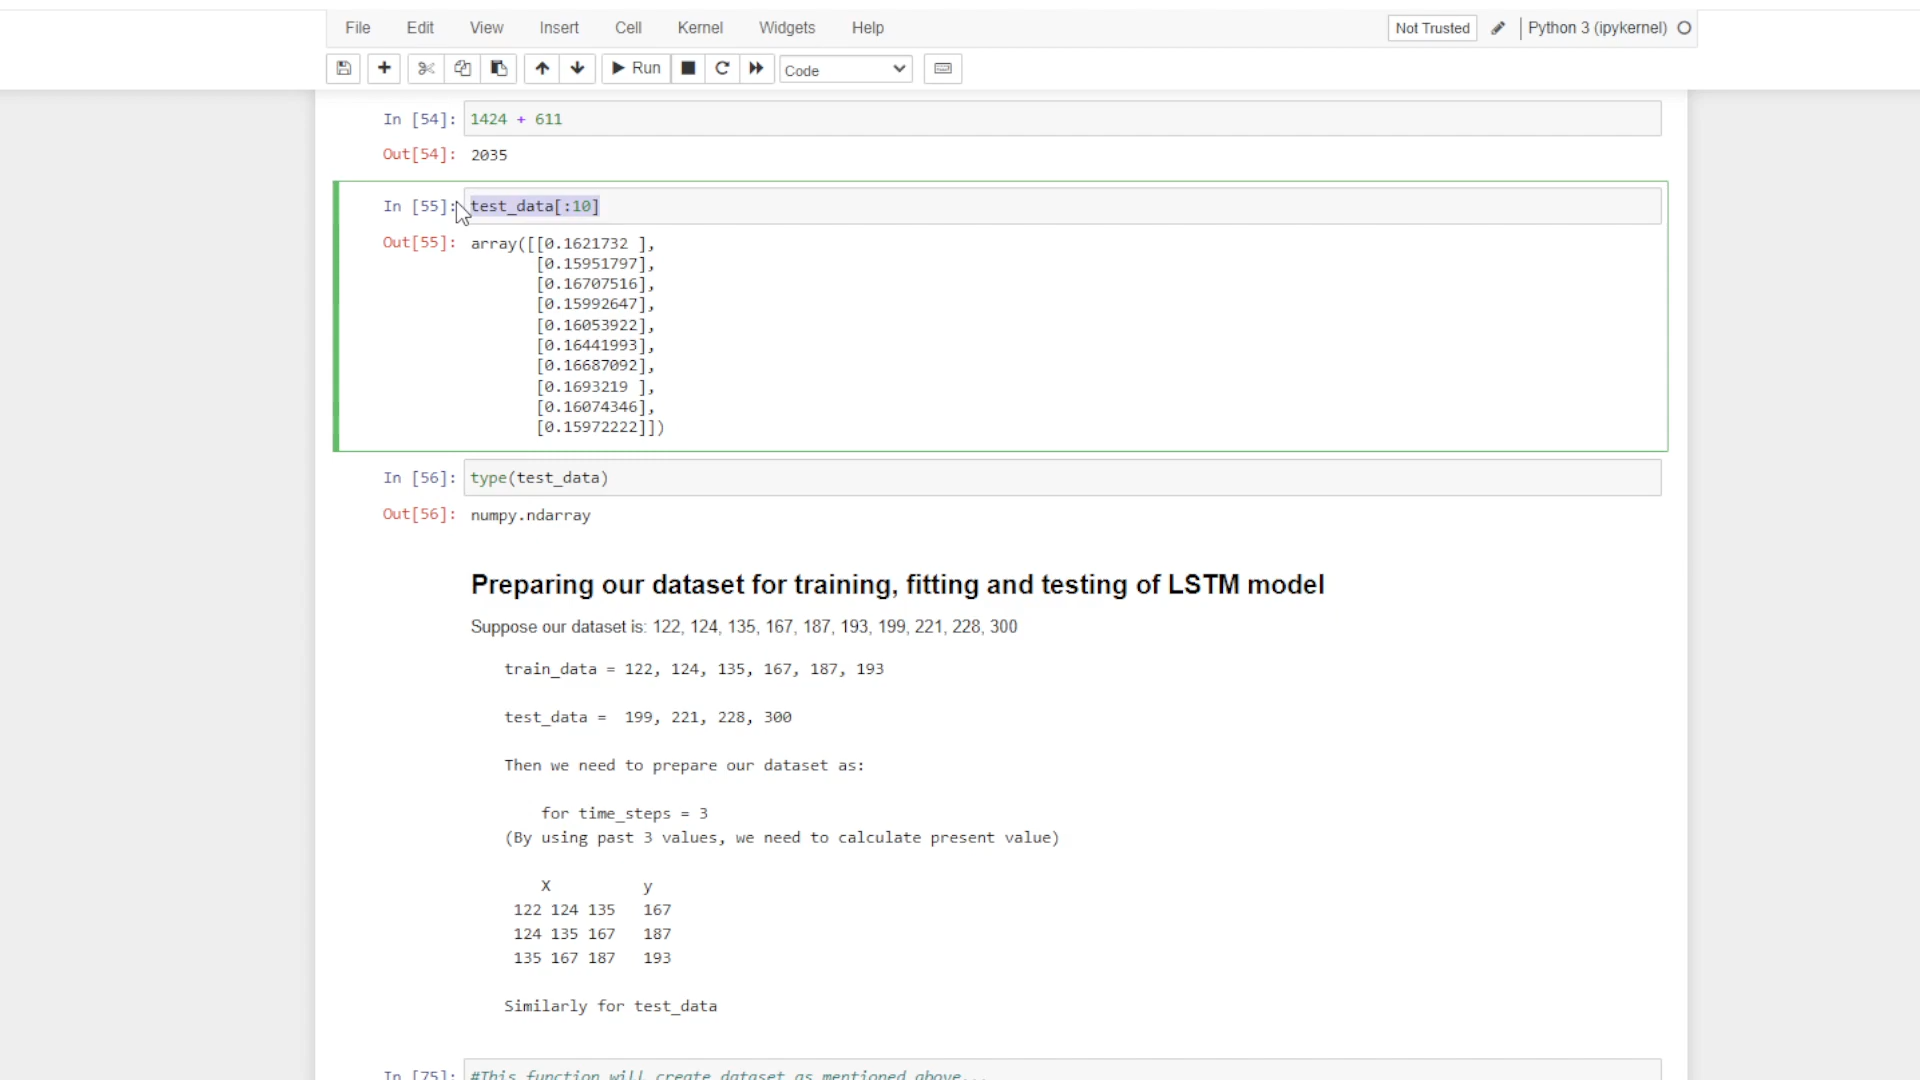 File Edit View Insert Cell Kernel Widgets Help Not Trusted Python 3 (ipykernel)
Run Code
In [54]: 1424 + 611
Out[54]: 2035
In [55]: test_data[:10]
Out[55]: array([[0.1621732 ],
[0.15951797],
[0.16707516],
[0.15992647],
[0.16053922],
[0.16441993],
[0.16687092],
[0.1693219 ],
[0.16074346],
[0.15972222]])
In [56]: type(test_data)
Out[56]: numpy.ndarray
Preparing our dataset for training, fitting and testing of LSTM model
Suppose our dataset is: 122, 124, 135, 167, 187, 193, 199, 221, 228, 300
train_data = 122, 124, 135, 167, 187, 193
test_data =  199, 221, 228, 300
Then we need to prepare our dataset as:
for time_steps = 3
(By using past 3 values, we need to calculate present value)
X y
122 124 135 167
124 135 167 187
135 167 187 193
Similarly for test_data
In [75]: #This function will create dataset as mentioned above...